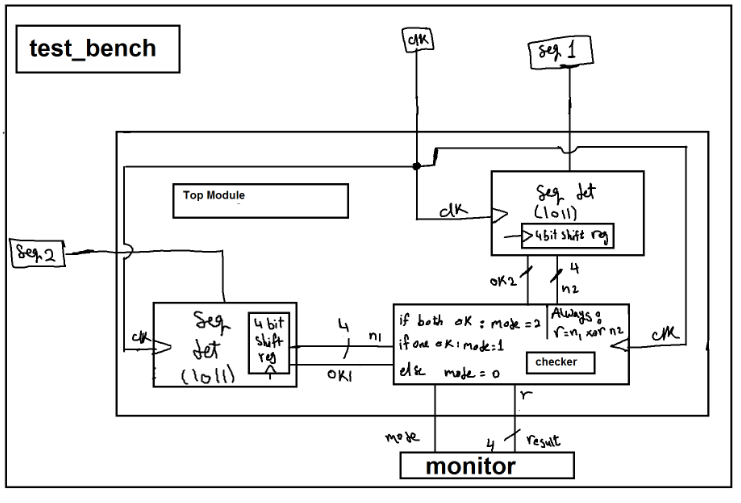 test_bench
clk
seq 1
Top Module
seq det
(1011)
clk
4 bit shift reg
seq 2
ok2
4
n2
seq
det
(1011)
4 bit
shift
reg
clk
4
n1
ok1
if both ok : mode = 2
if one ok : mode = 1
else mode = 0
Always :
r = n1 xor n2
checker
clk
r
mode
4
result
monitor